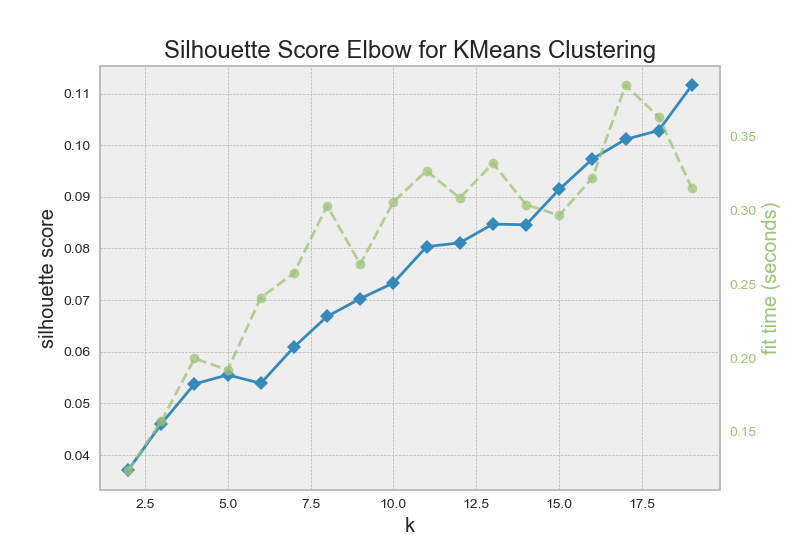 Silhouette Score Elbow for KMeans Clustering
0.11
0.10
0.09
0.08
0.07
0.06
0.05
0.04
silhouette score
0.35
0.30
0.25
0.20
0.15
fit time (seconds)
2.5 5.0 7.5 10.0 12.5 15.0 17.5
k